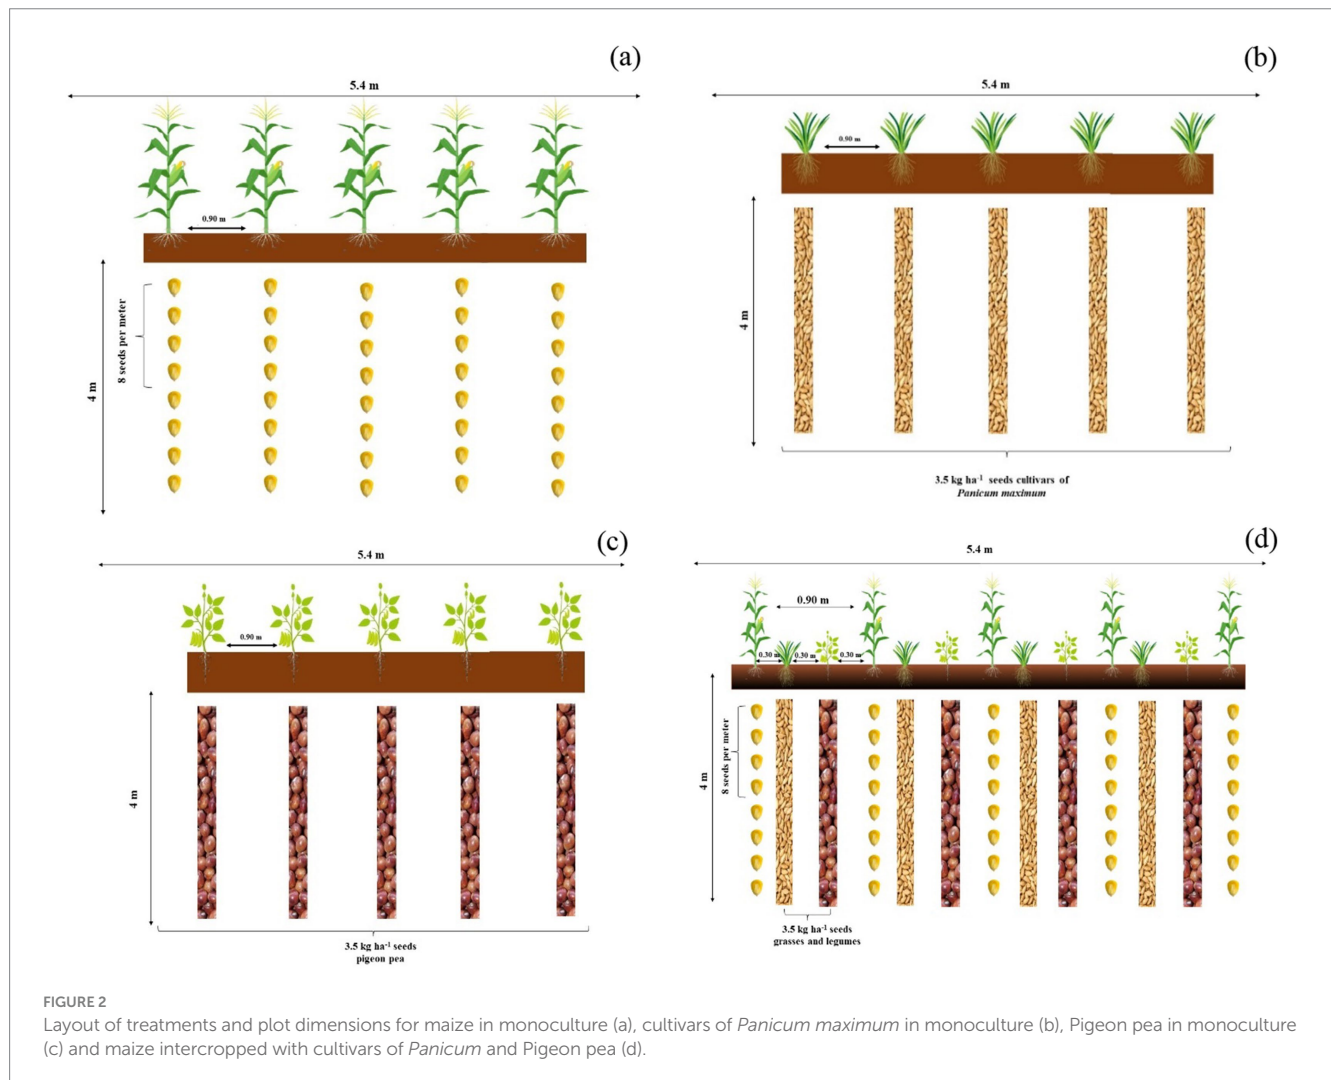 (a)
5.4 m
0.90 m
8 seeds per meter
4 m
(b)
5.4 m
0.90 m
4 m
3.5 kg ha⁻¹ seeds cultivars of
Panicum maximum
(c)
5.4 m
0.90 m
4 m
3.5 kg ha⁻¹ seeds
pigeon pea
(d)
5.4 m
0.90 m
0.30 m
0.30 m
0.30 m
8 seeds per meter
4 m
3.5 kg ha⁻¹ seeds
grasses and legumes
FIGURE 2
Layout of treatments and plot dimensions for maize in monoculture (a), cultivars of Panicum maximum in monoculture (b), Pigeon pea in monoculture
(c) and maize intercropped with cultivars of Panicum and Pigeon pea (d).